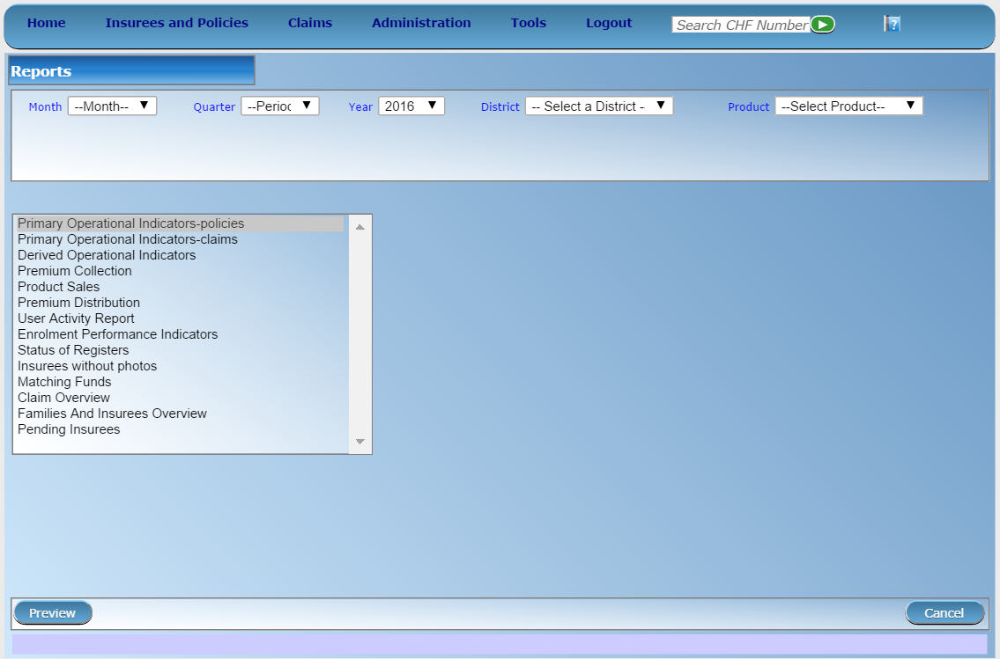 Home Insurees and Policies Claims Administration Tools Logout Search CHF Number
Reports
Month --Month-- Quarter --Perioc Year 2016 District -- Select a District - Product --Select Product--
Primary Operational Indicators-policies
Primary Operational Indicators-claims
Derived Operational Indicators
Premium Collection
Product Sales
Premium Distribution
User Activity Report
Enrolment Performance Indicators
Status of Registers
Insurees without photos
Matching Funds
Claim Overview
Families And Insurees Overview
Pending Insurees
Preview Cancel